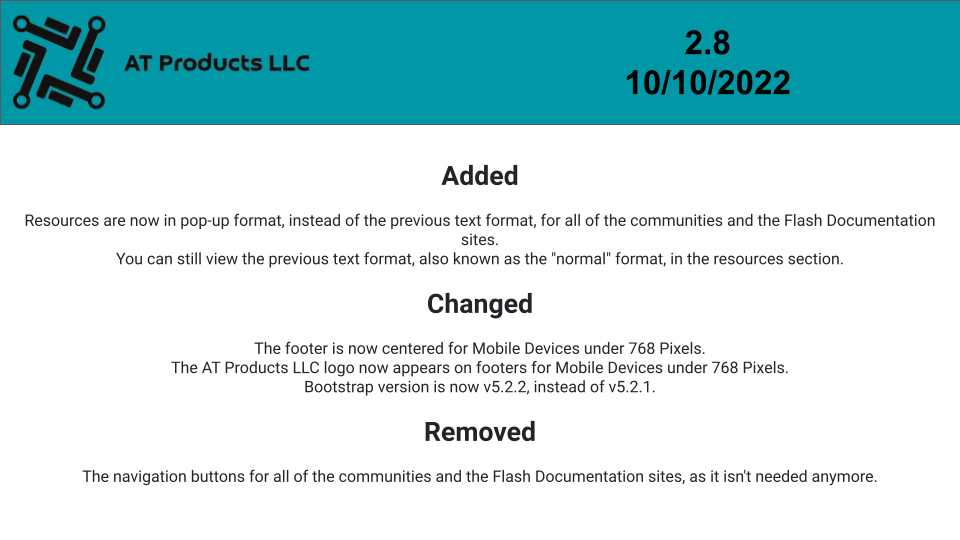 AT Products LLC
2.8
10/10/2022
Added
Resources are now in pop-up format, instead of the previous text format, for all of the communities and the Flash Documentation
sites.
You can still view the previous text format, also known as the "normal" format, in the resources section.
Changed
The footer is now centered for Mobile Devices under 768 Pixels.
The AT Products LLC logo now appears on footers for Mobile Devices under 768 Pixels.
Bootstrap version is now v5.2.2, instead of v5.2.1.
Removed
The navigation buttons for all of the communities and the Flash Documentation sites, as it isn't needed anymore.